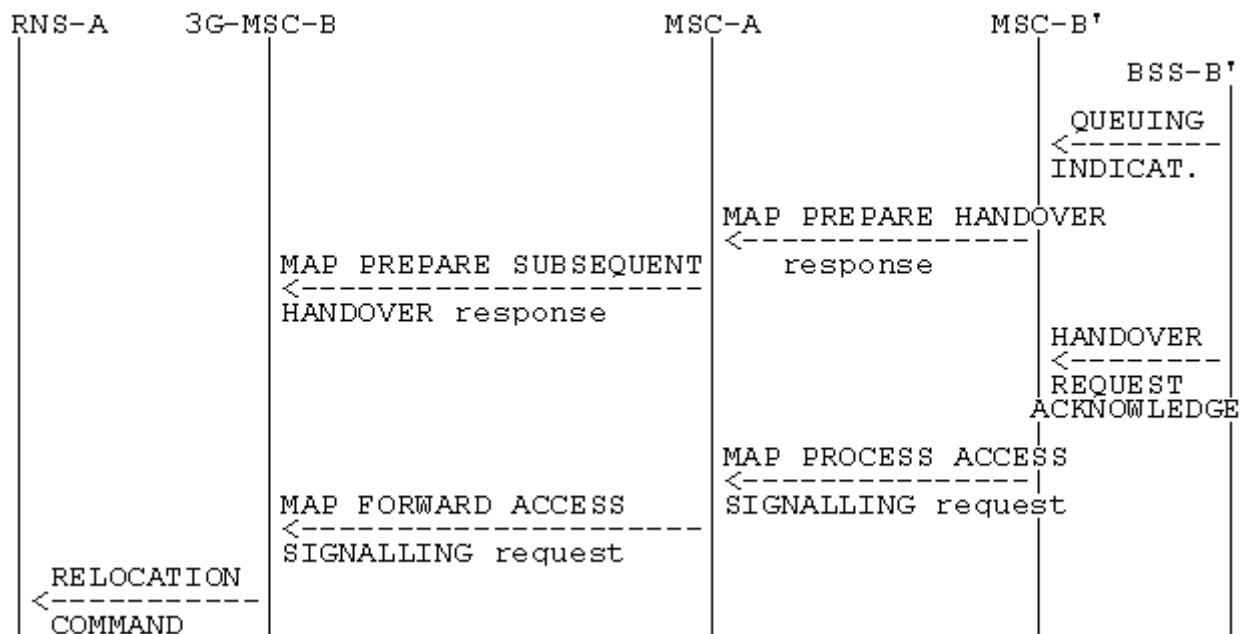 RNS-A 3G-MSC-B MSC-A MSC-B'
BSS-B'
QUEUING
INDICAT.
MAP PREPARE HANDOVER
response
MAP PREPARE SUBSEQUENT
HANDOVER response
HANDOVER
REQUEST
ACKNOWLEDGE
MAP PROCESS ACCESS
SIGNALLING request
MAP FORWARD ACCESS
SIGNALLING request
RELOCATION
COMMAND